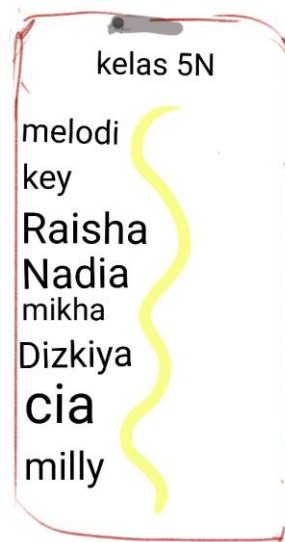 kelas 5N
melodi
key
Raisha
Nadia
mikha
Dizkiya
cia
milly